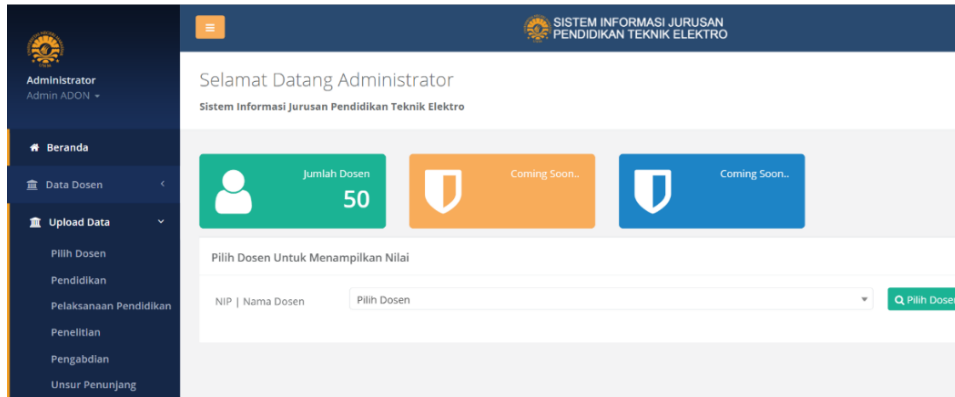 SISTEM INFORMASI JURUSAN
PENDIDIKAN TEKNIK ELEKTRO
Administrator
Admin ADON
Beranda
Data Dosen
Upload Data
Pilih Dosen
Pendidikan
Pelaksanaan Pendidikan
Penelitian
Pengabdian
Unsur Penunjang
Selamat Datang Administrator
Sistem Informasi Jurusan Pendidikan Teknik Elektro
Jumlah Dosen
50
Coming Soon..
Coming Soon..
Pilih Dosen Untuk Menampilkan Nilai
NIP | Nama Dosen
Pilih Dosen
Pilih Dosen